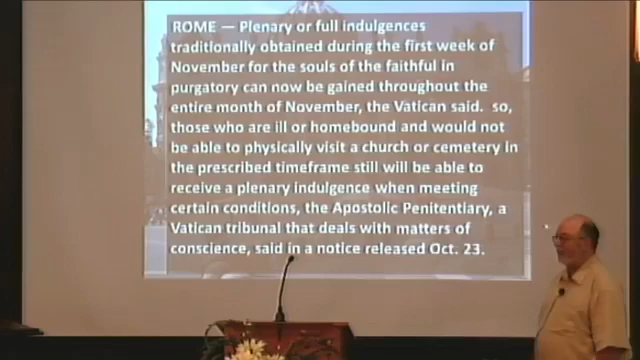 ROME — Plenary or full indulgences
traditionally obtained during the first week of
November for the souls of the faithful in
purgatory can now be gained throughout the
entire month of November, the Vatican said.  so,
those who are ill or homebound and would not
be able to physically visit a church or cemetery in
the prescribed timeframe still will be able to
receive a plenary indulgence when meeting
certain conditions, the Apostolic Penitentiary, a
Vatican tribunal that deals with matters of
conscience, said in a notice released Oct. 23.